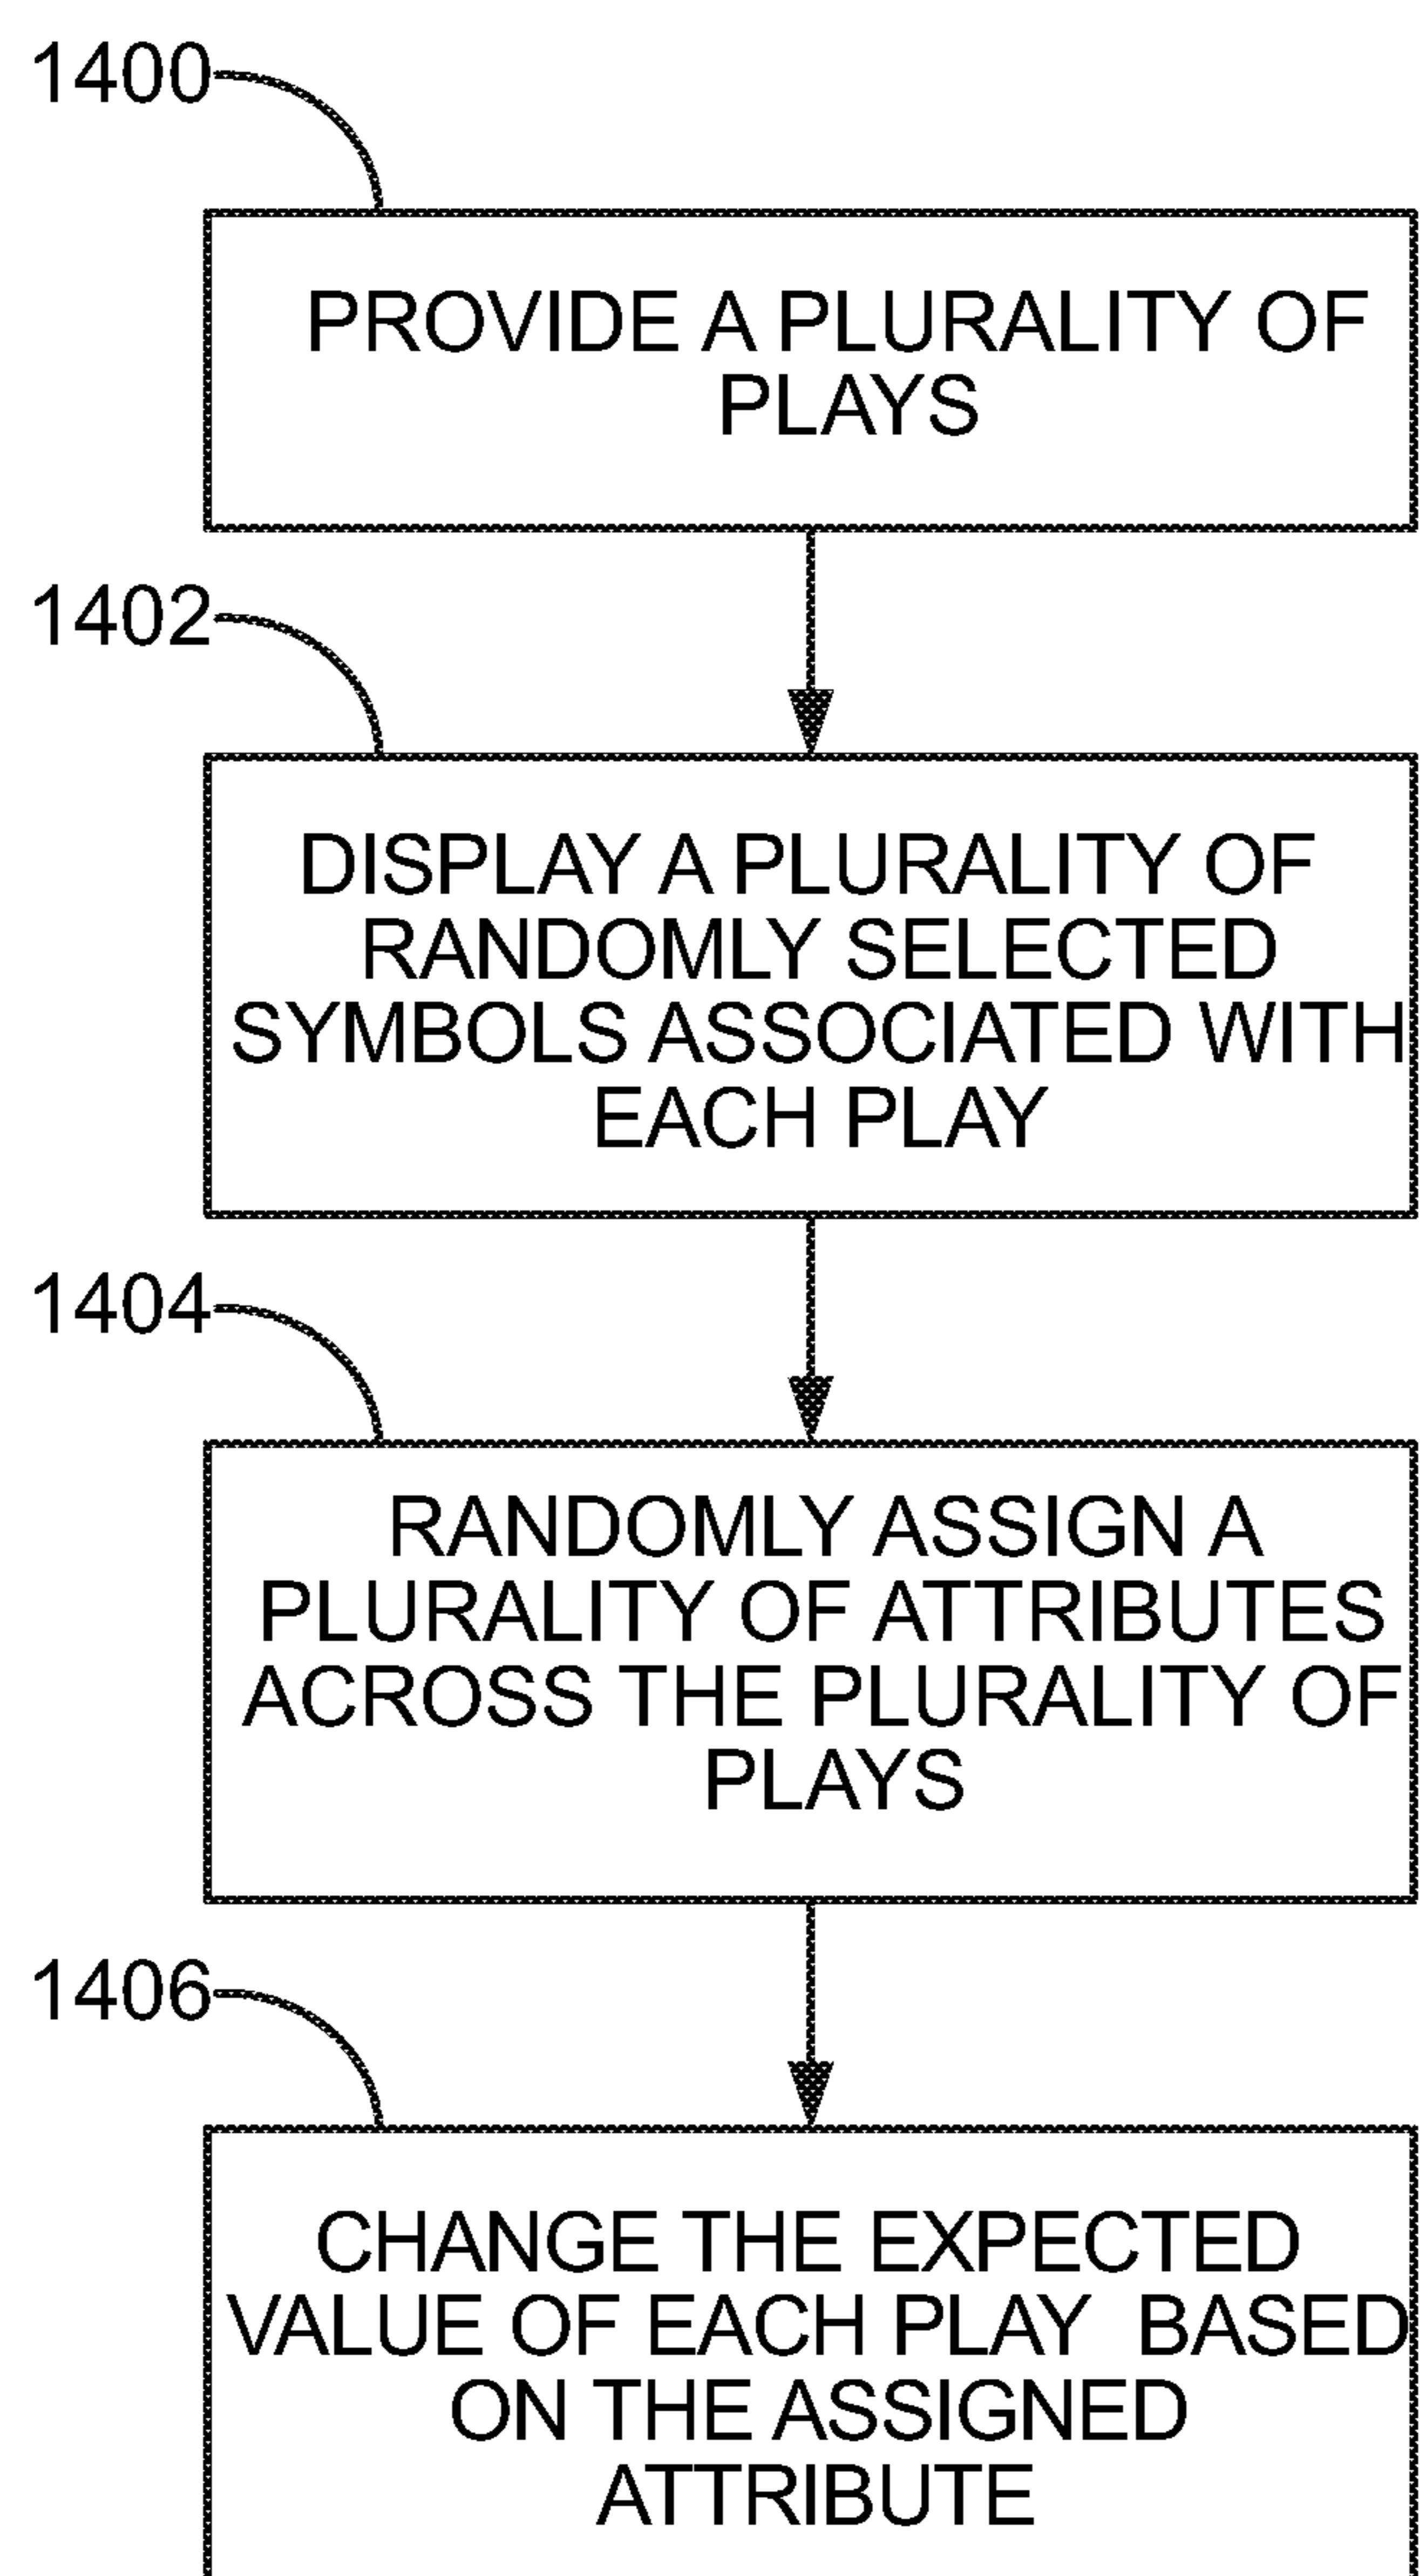 1400
PROVIDE A PLURALITY OF
PLAYS
1402
DISPLAY A PLURALITY OF
RANDOMLY SELECTED
SYMBOLS ASSOCIATED WITH
EACH PLAY
1404
RANDOMLY ASSIGN A
PLURALITY OF ATTRIBUTES
ACROSS THE PLURALITY OF
PLAYS
1406
CHANGE THE EXPECTED
VALUE OF EACH PLAY BASED
ON THE ASSIGNED
ATTRIBUTE